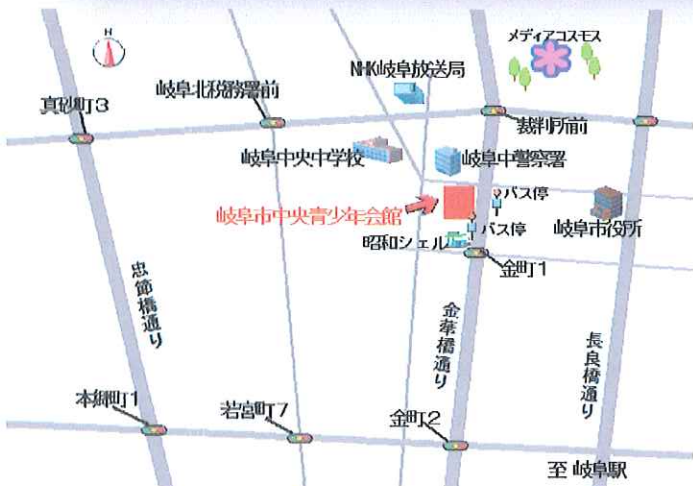 メディアコスモス
N
NHK岐阜放送局
岐阜北税務署前
真砂町3
裁判所前
岐阜中央中学校
岐阜中警察署
バス停
岐阜市中央青少年会館
バス停
岐阜市役所
昭和シェル
金町1
忠節橋通り
金華橋通り
長良橋通り
本郷町1
若宮町7
金町2
至 岐阜駅